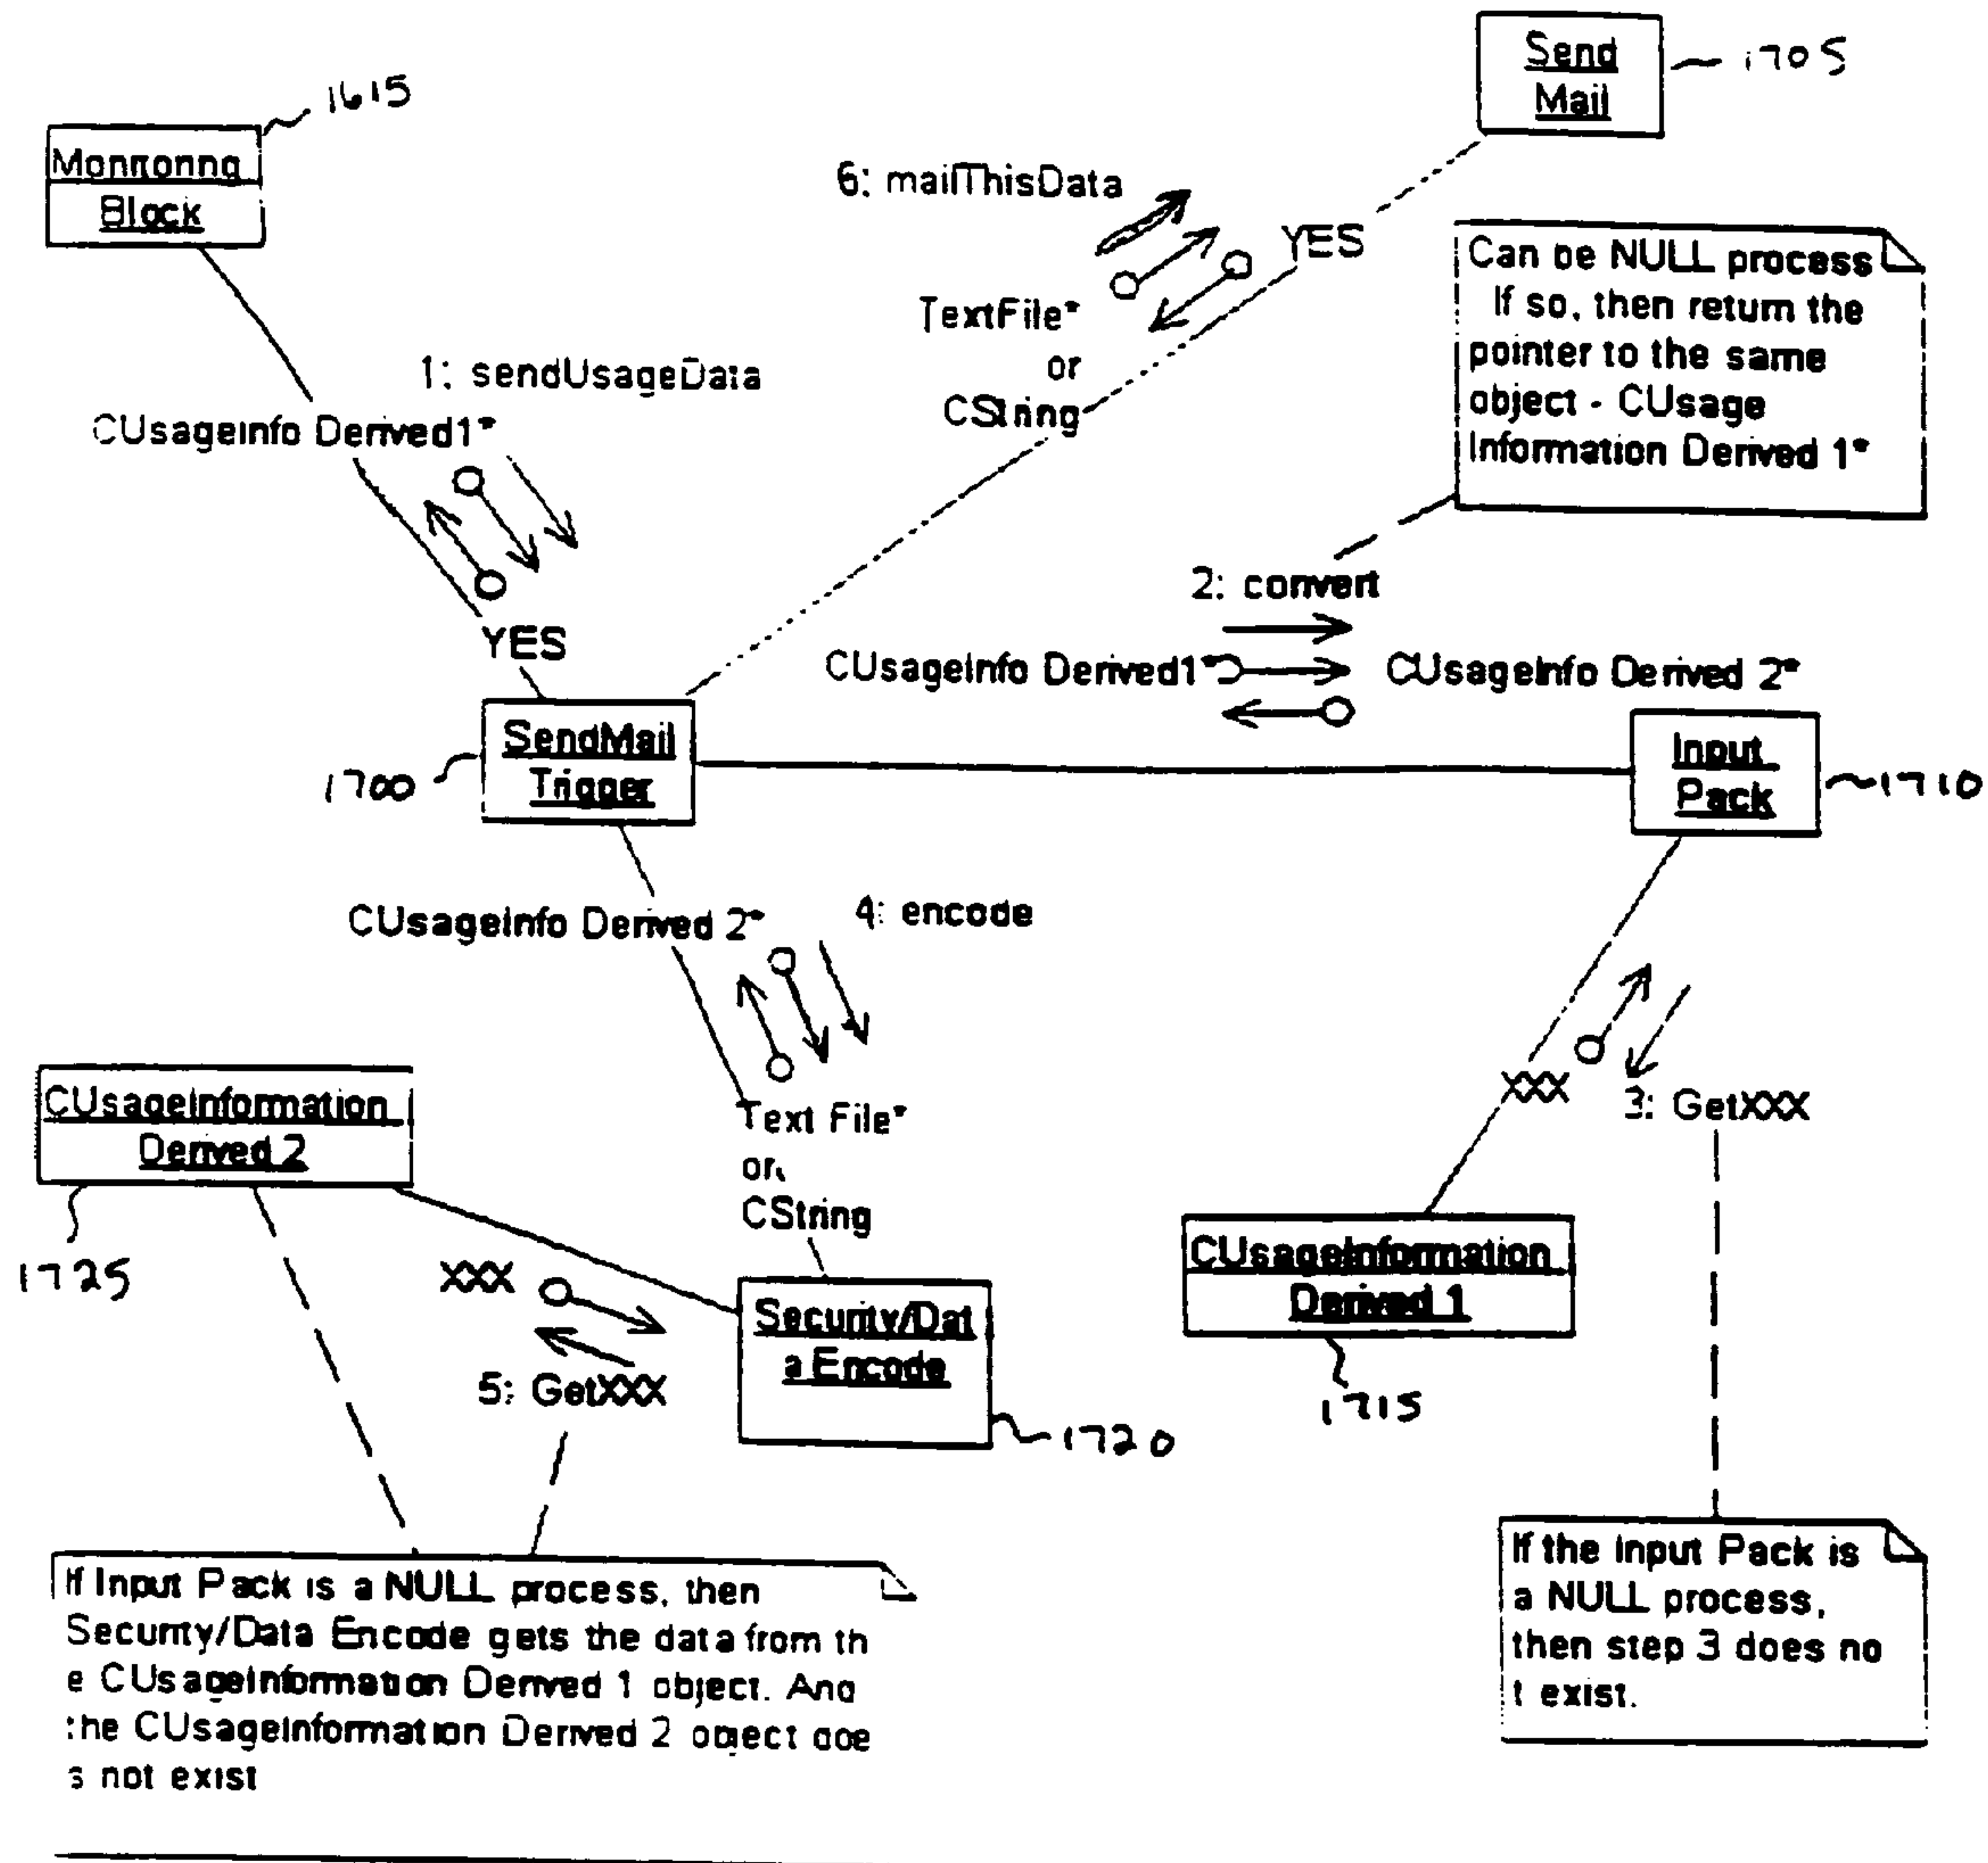 1615
Monitoring
Block
Send
Mail
1705
6: mailThisData
YES
TextFile*
or
CString
Can be NULL process
If so, then return the
pointer to the same
object - CUsage
Information Derived 1*
1: sendUsageData
CUsageInfo Derived1*
YES
2: convert
CUsageInfo Derived1*
CUsageInfo Derived 2*
SendMail
Trigger
1700
Input
Pack
1710
CUsageInfo Derived 2*
4: encode
Text File*
or
CString
XXX
3: GetXXX
CUsageInformation
Derived 2
1725
XXX
5: GetXXX
Security/Dat
a Encode
1720
CUsageInformation
Derived 1
1715
If Input Pack is a NULL process, then
Security/Data Encode gets the data from th
e CUsageInformation Derived 1 object. And
the CUsageInformation Derived 2 object doe
s not exist
If the Input Pack is
a NULL process,
then step 3 does no
t exist.